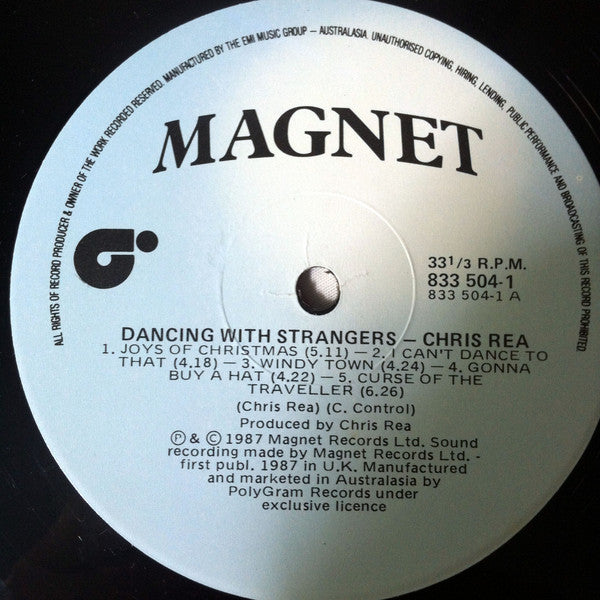 ALL RIGHTS OF RECORD PRODUCER & OWNER OF THE WORK RECORDED RESERVED. MANUFACTURED BY THE EMI MUSIC GROUP – AUSTRALASIA. UNAUTHORISED COPYING, HIRING, LENDING, PUBLIC PERFORMANCE AND BROADCASTING OF THIS RECORD PROHIBITED
MAGNET
33 1/3 R.P.M.
833 504-1
833 504-1 A
DANCING WITH STRANGERS – CHRIS REA
1. JOYS OF CHRISTMAS (5.11) – 2. I CAN'T DANCE TO
THAT (4.18) – 3. WINDY TOWN (4.24) – 4. GONNA
BUY A HAT (4.22) – 5. CURSE OF THE
TRAVELLER (6.26)
(Chris Rea) (C. Control)
Produced by Chris Rea
Ⓟ & © 1987 Magnet Records Ltd. Sound
recording made by Magnet Records Ltd. -
first publ. 1987 in U.K. Manufactured
and marketed in Australasia by
PolyGram Records under
exclusive licence